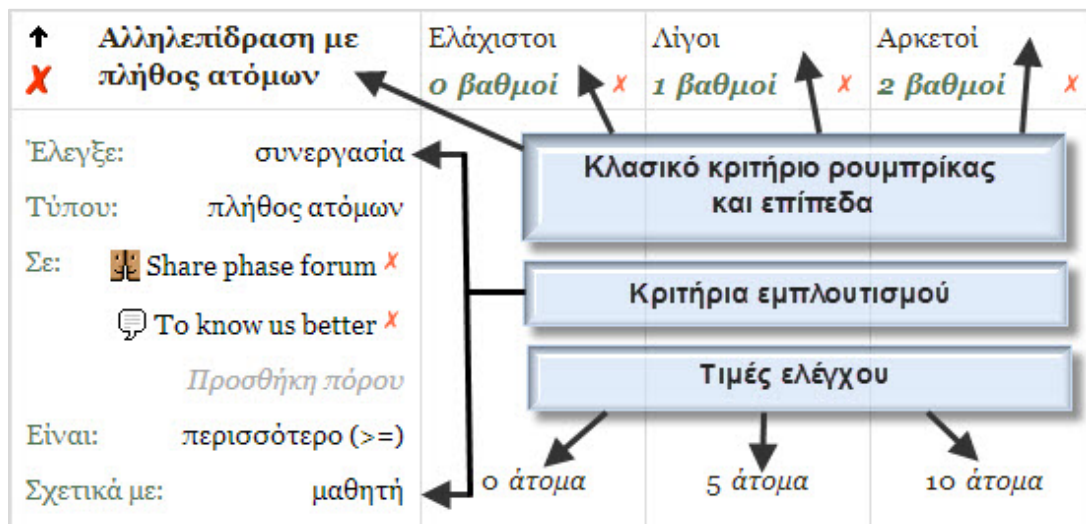 Αλληλεπίδραση με
πλήθος ατόμων
Ελάχιστοι
0 βαθμοί
Λίγοι
1 βαθμοί
Αρκετοί
2 βαθμοί
Κλασικό κριτήριο ρουμπρίκας
και επίπεδα
Έλεγξε: συνεργασία
Τύπου: πλήθος ατόμων
Σε: Share phase forum
To know us better
Προσθήκη πόρου
Κριτήρια εμπλουτισμού
Τιμές ελέγχου
Είναι: περισσότερο (>=)
Σχετικά με: μαθητή
0 άτομα
5 άτομα
10 άτομα